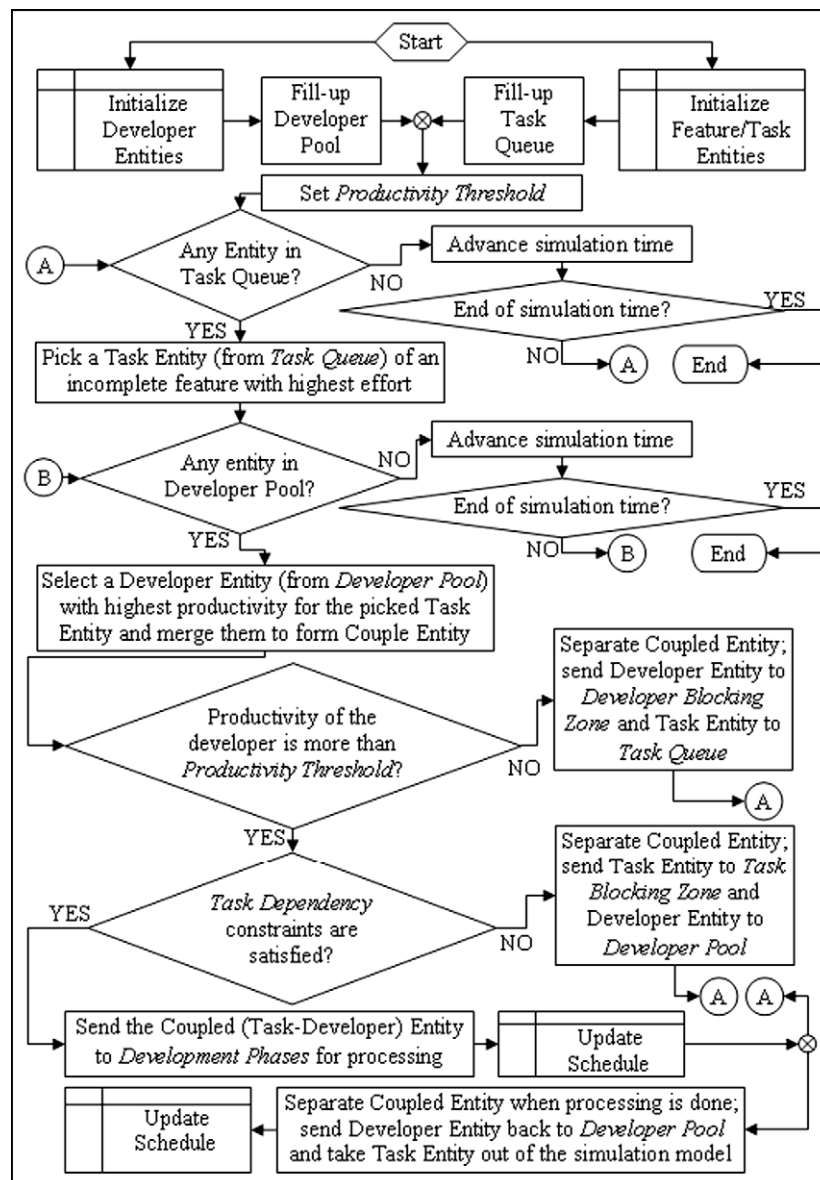 Start
Initialize
Developer
Entities
Fill-up
Developer
Pool
Fill-up
Task
Queue
Initialize
Feature/Task
Entities
Set Productivity Threshold
A
Any Entity in
Task Queue?
NO
Advance simulation time
YES
End of simulation time?
YES
NO
A
End
Pick a Task Entity (from Task Queue) of an
incomplete feature with highest effort
B
Any entity in
Developer Pool?
NO
Advance simulation time
YES
End of simulation time?
YES
NO
B
End
Select a Developer Entity (from Developer Pool)
with highest productivity for the picked Task
Entity and merge them to form Couple Entity
Productivity of the
developer is more than
Productivity Threshold?
NO
Separate Coupled Entity;
send Developer Entity to
Developer Blocking
Zone and Task Entity to
Task Queue
A
YES
Task Dependency
constraints are
satisfied?
YES
NO
Separate Coupled Entity;
send Task Entity to Task
Blocking Zone and
Developer Entity to
Developer Pool
A
A
Send the Coupled (Task-Developer) Entity
to Development Phases for processing
Update
Schedule
Separate Coupled Entity when processing is done;
send Developer Entity back to Developer Pool
and take Task Entity out of the simulation model
Update
Schedule